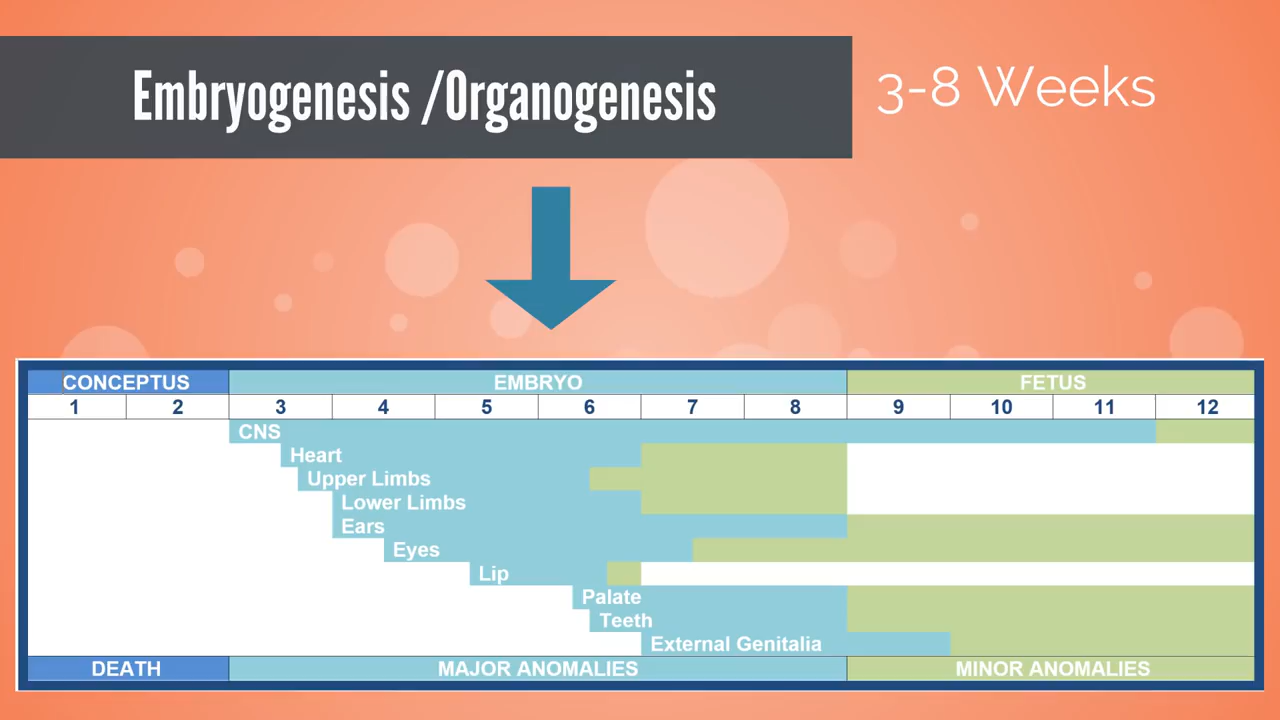 Embryogenesis /Organogenesis
3-8 Weeks
CONCEPTUS EMBRYO FETUS
1 2 3 4 5 6 7 8 9 10 11 12
CNS
Heart
Upper Limbs
Lower Limbs
Ears
Eyes
Lip
Palate
Teeth
External Genitalia
DEATH MAJOR ANOMALIES MINOR ANOMALIES